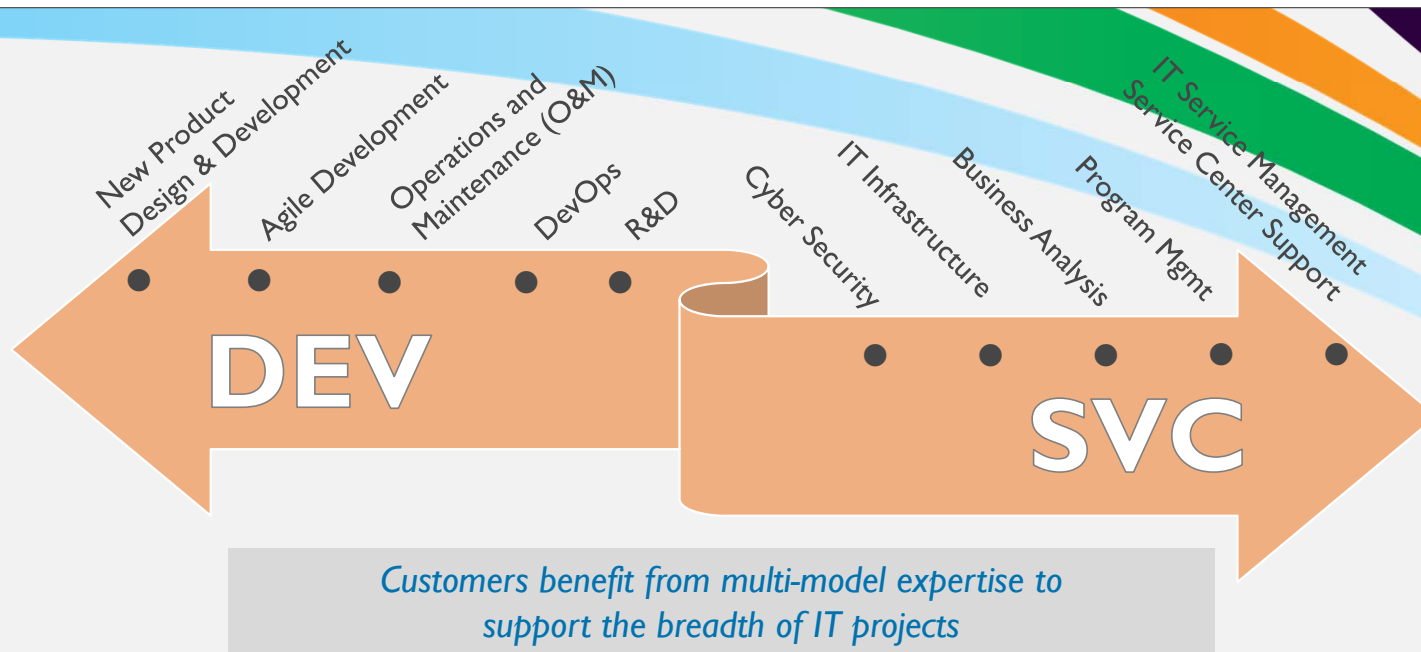 New Product
Design & Development
Agile Development
Operations and
Maintenance (O&M)
DevOps
R&D
Cyber Security
IT Infrastructure
Business Analysis
Program Mgmt
IT Service Management
Service Center Support
DEV
SVC
Customers benefit from multi-model expertise to
support the breadth of IT projects